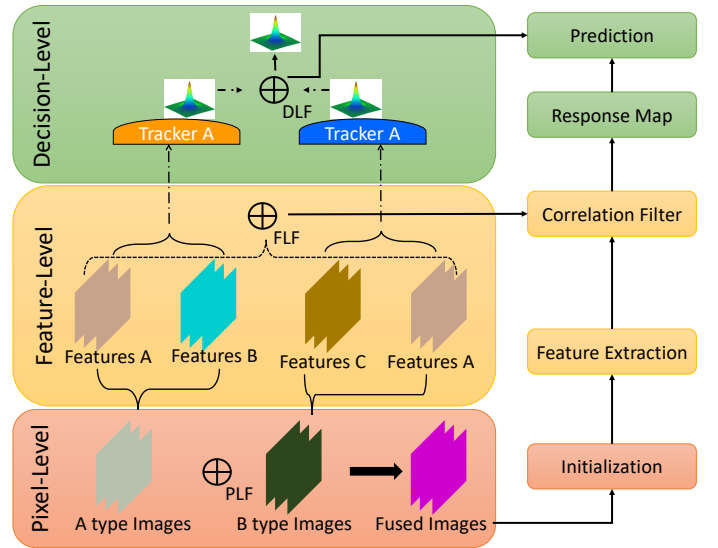 Decision-Level
DLF
Tracker A
Tracker A
Feature-Level
FLF
Features A
Features B
Features C
Features A
Pixel-Level
PLF
A type Images
B type Images
Fused Images
Prediction
Response Map
Correlation Filter
Feature Extraction
Initialization